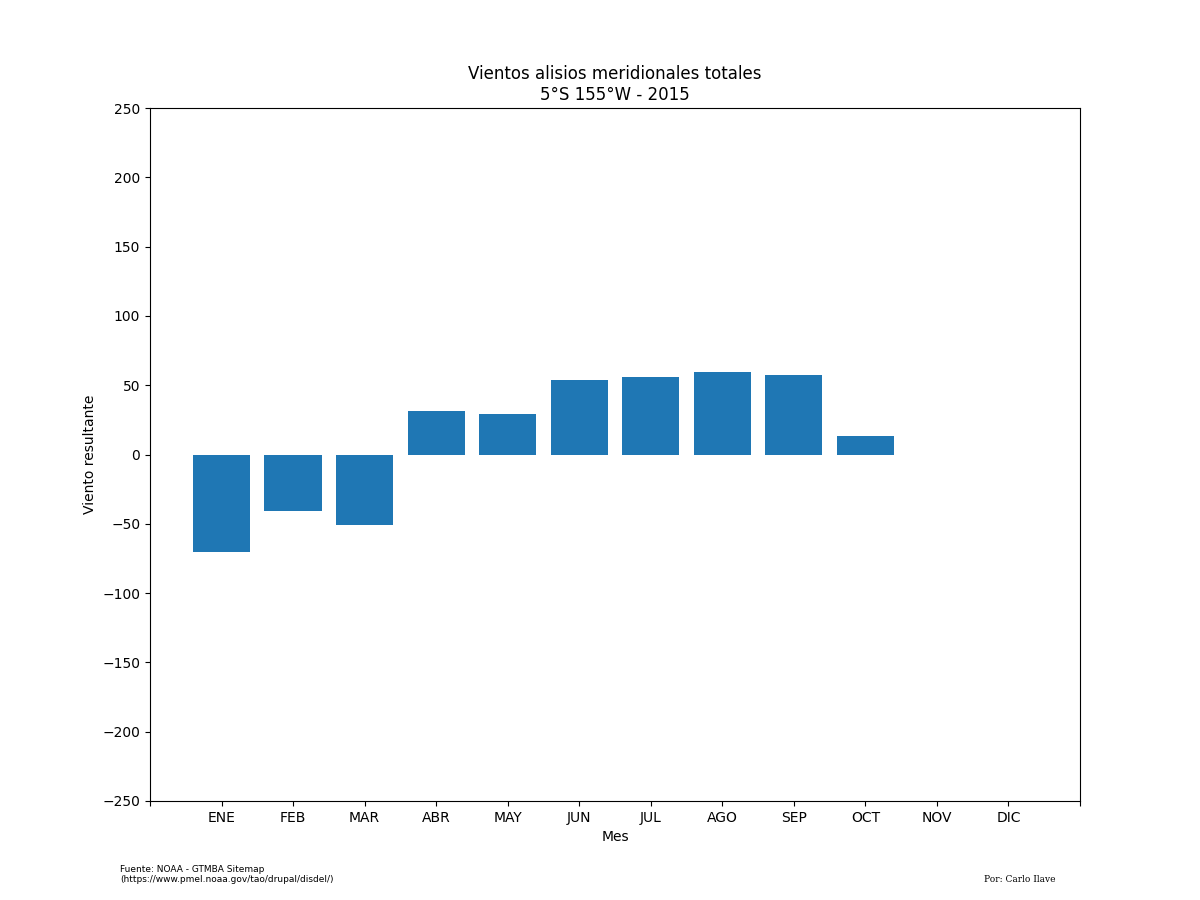 Vientos alisios meridionales totales
5°S 155°W - 2015
250
200
150
100
50
0
−50
−100
−150
−200
−250
Viento resultante
ENE FEB MAR ABR MAY JUN JUL AGO SEP OCT NOV DIC
Mes
Fuente: NOAA - GTMBA Sitemap
(https://www.pmel.noaa.gov/tao/drupal/disdel/)
Por: Carlo Ilave